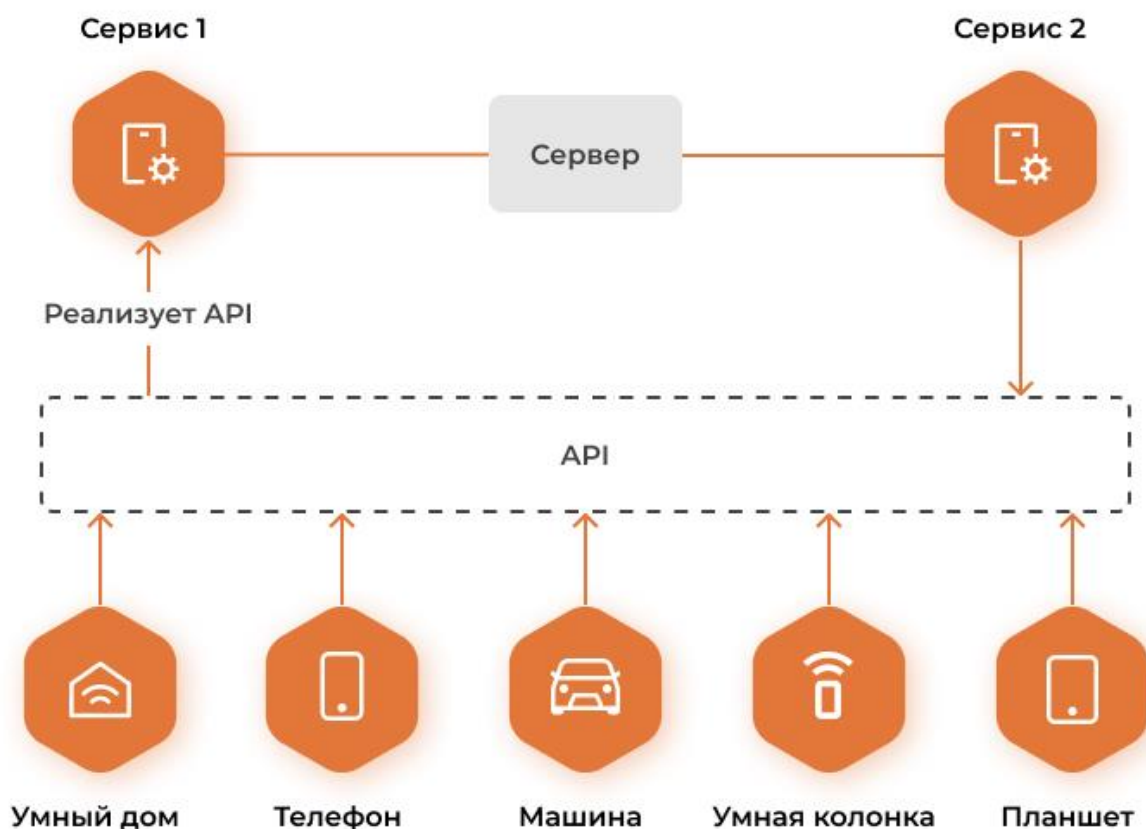 Сервис 1
Сервис 2
Сервер
Реализует API
API
Умный дом
Телефон
Машина
Умная колонка
Планшет